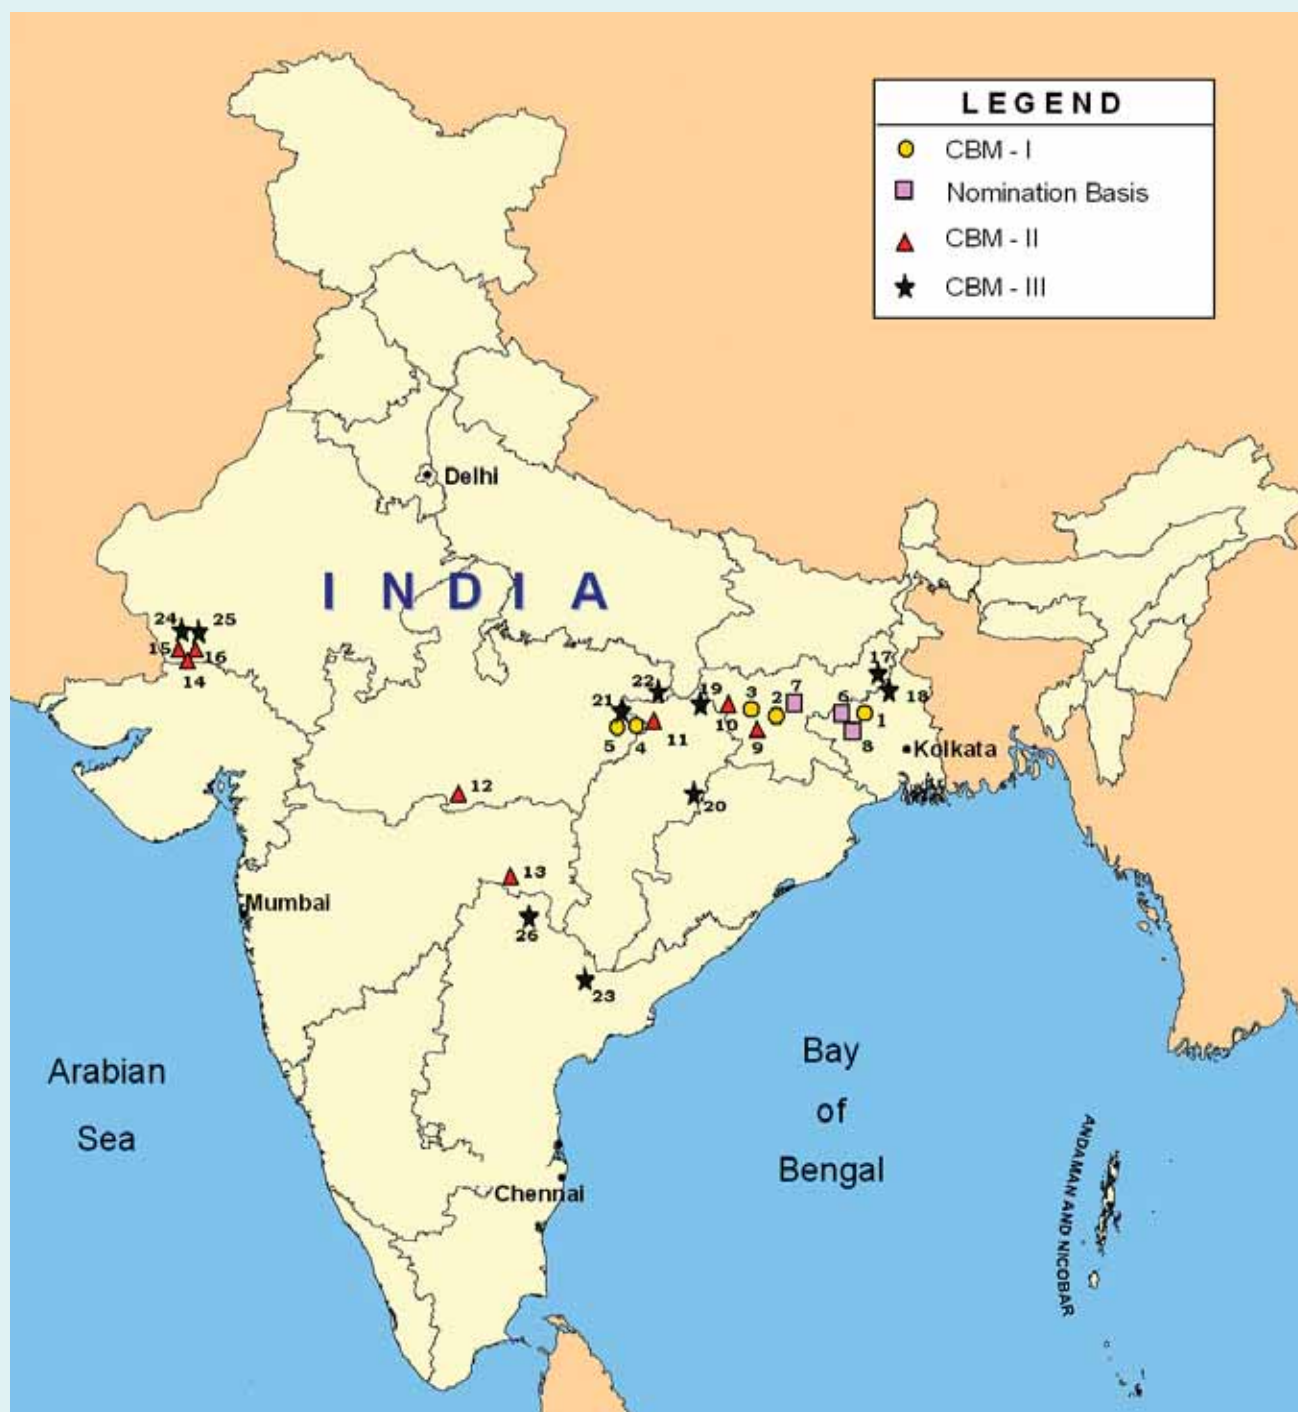 LEGEND
CBM - I
Nomination Basis
CBM - II
CBM - III
Delhi
INDIA
24
25
15
16
14
17
18
22
19
3
2
7
6
1
21
10
5
4
11
9
8
Kolkata
12
20
13
Mumbai
26
23
Arabian
Sea
Bay
of
Bengal
Chennai
ANDAMAN AND NICOBAR